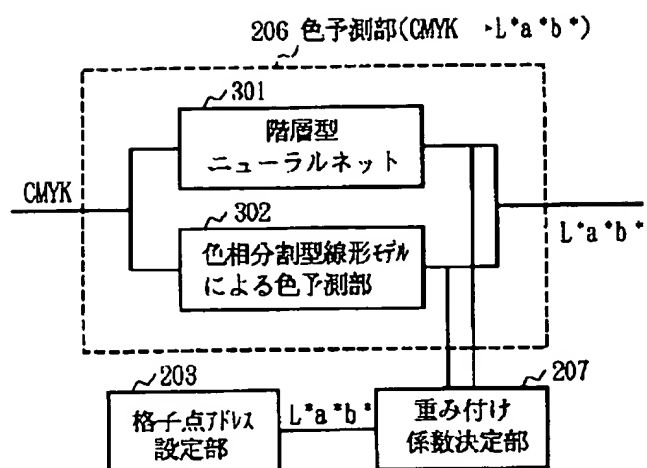 206 色予測部(CMYK →L*a*b*)
301
階層型
ニューラルネット
CMYK
302
色相分割型線形モデル
による色予測部
L*a*b*
203
格子点アドレス
設定部
L*a*b*
207
重み付け
係数決定部